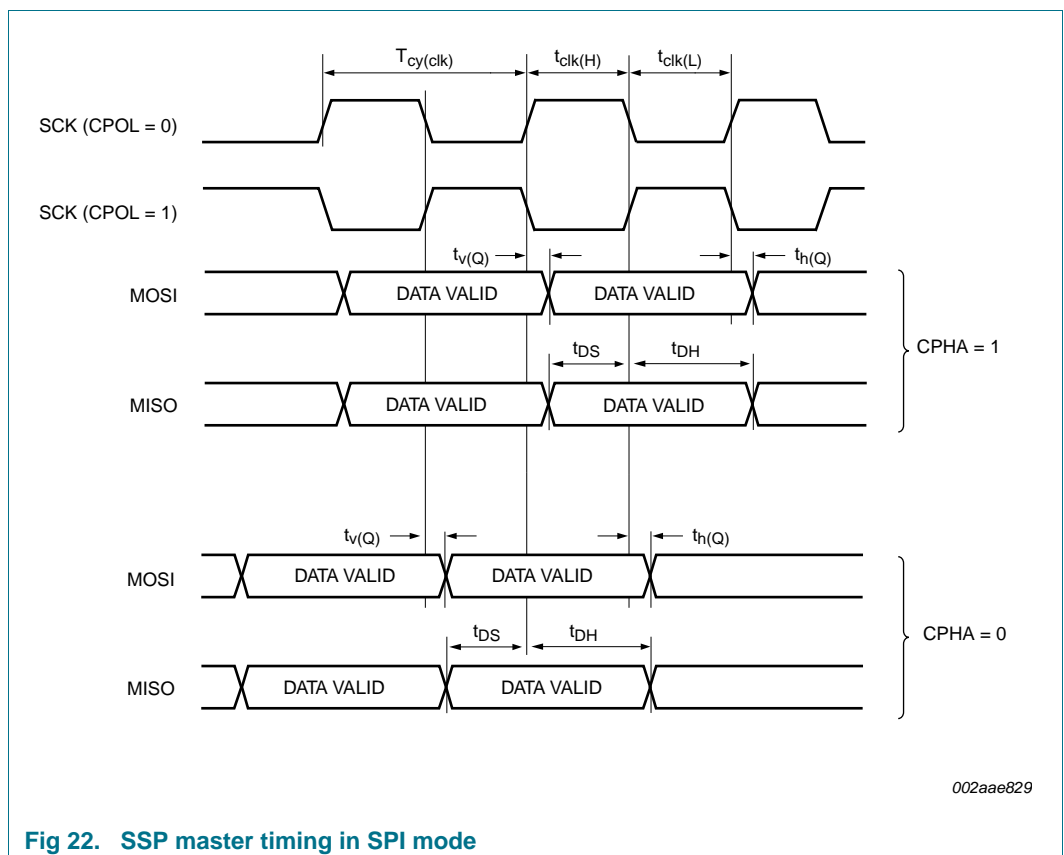 Tcy(clk) tclk(H) tclk(L)
SCK (CPOL = 0)
SCK (CPOL = 1)
tv(Q) th(Q)
MOSI DATA VALID DATA VALID
CPHA = 1
tDS tDH
MISO DATA VALID DATA VALID
tv(Q) th(Q)
MOSI DATA VALID DATA VALID
CPHA = 0
tDS tDH
MISO DATA VALID DATA VALID
002aae829
Fig 22. SSP master timing in SPI mode